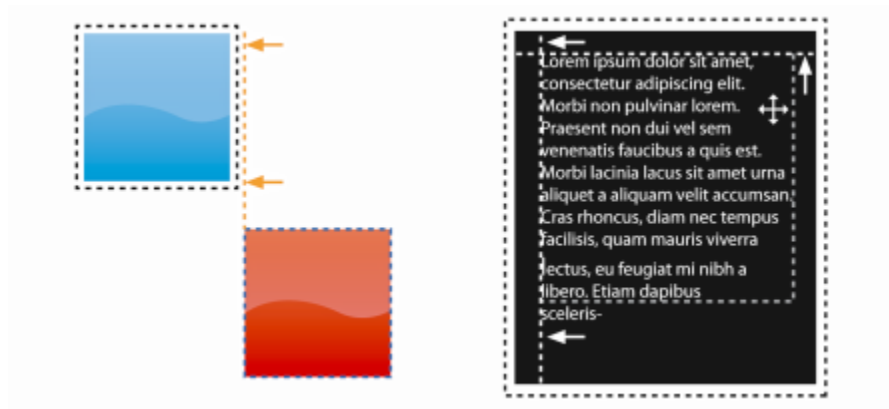 Lorem ipsum dolor sit amet,
consectetur adipiscing elit.
Morbi non pulvinar lorem.
Praesent non dui vel sem
venenatis faucibus a quis est.
Morbi lacinia lacus sit amet urna
aliquet a aliquam velit accumsan.
Cras rhoncus, diam nec tempus
facilisis, quam mauris viverra
lectus, eu feugiat mi nibh a
libero. Etiam dapibus
sceleris-